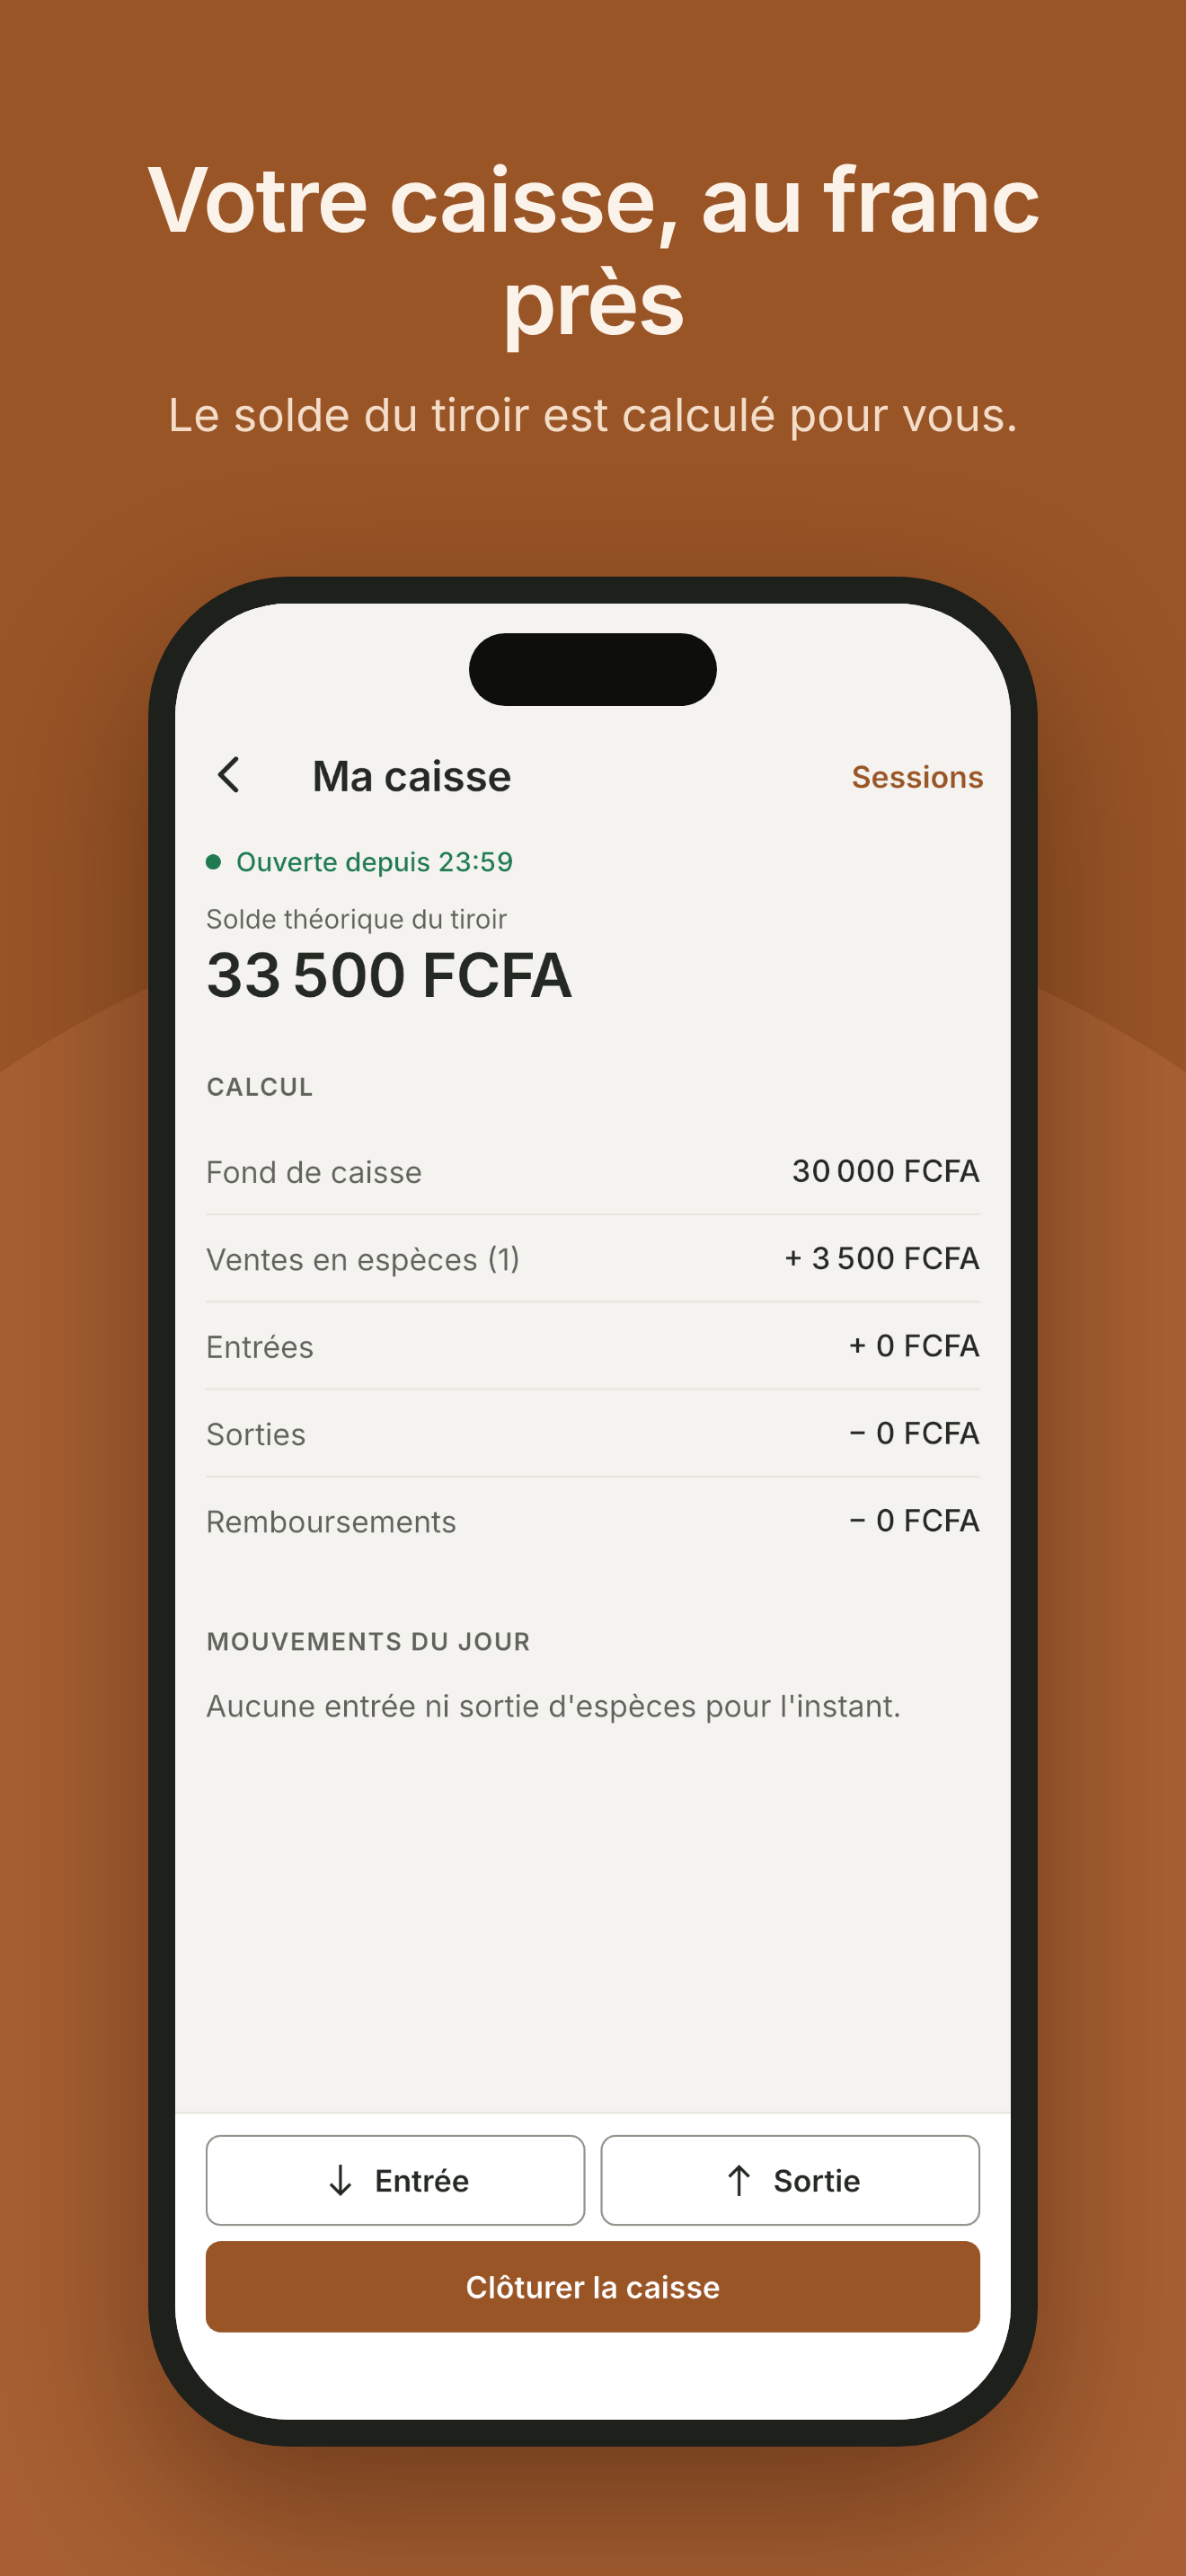 Votre caisse, au franc
près
Le solde du tiroir est calculé pour vous.
Ma caisse
Sessions
Ouverte depuis 23:59
Solde théorique du tiroir
33 500 FCFA
CALCUL
Fond de caisse 30 000 FCFA
Ventes en espèces (1) + 3 500 FCFA
Entrées + 0 FCFA
Sorties − 0 FCFA
Remboursements − 0 FCFA
MOUVEMENTS DU JOUR
Aucune entrée ni sortie d'espèces pour l'instant.
↓ Entrée
↑ Sortie
Clôturer la caisse